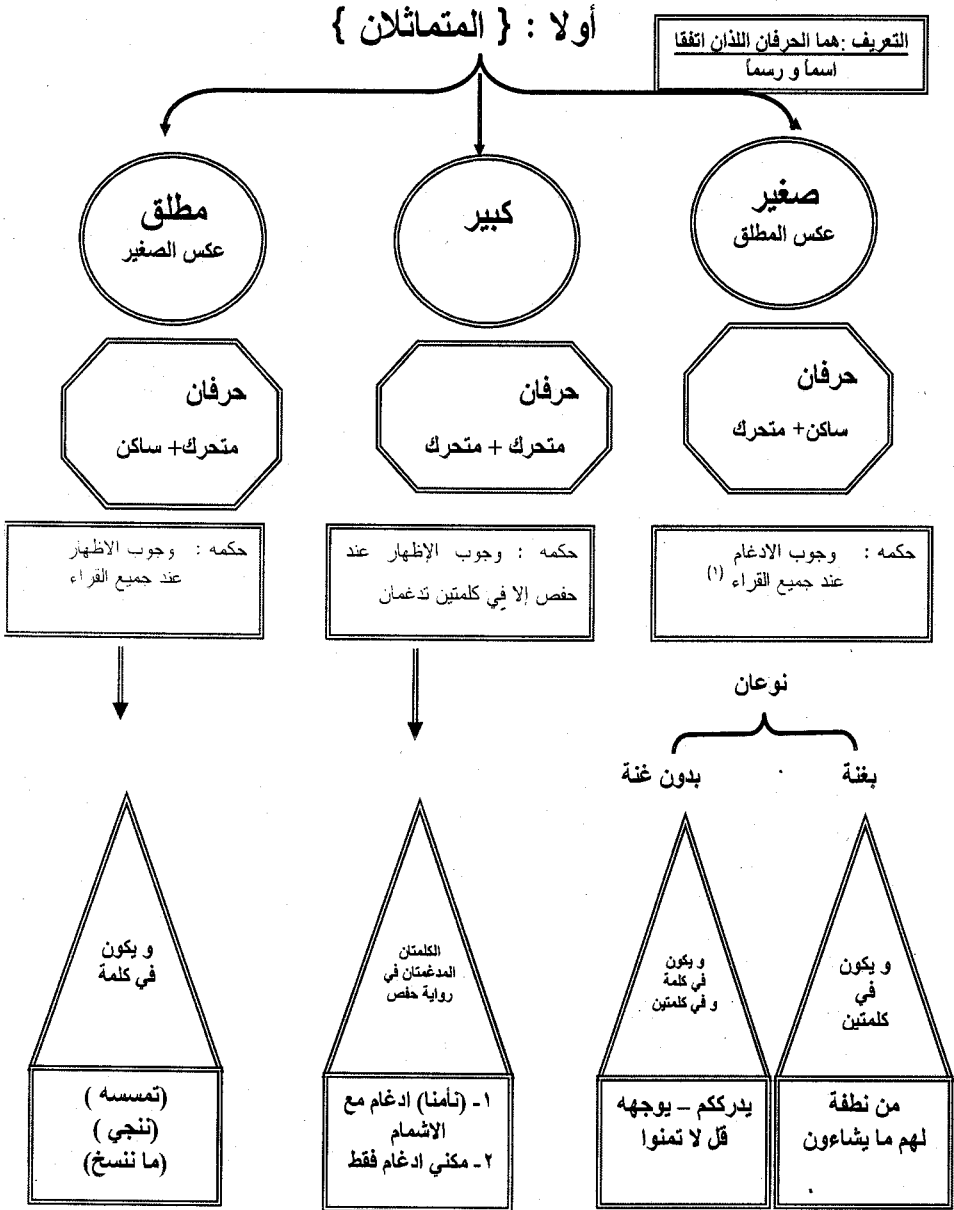 أولا : { المتماثلان }
التعريف :هما الحرفان اللذان اتفقا
اسماً و رسماً
صغير
عكس المطلق
كبير
مطلق
عكس الصغير
حرفان
ساكن+ متحرك
حرفان
متحرك + متحرك
حرفان
متحرك+ ساكن
حكمه : وجوب الادغام
عند جميع القراء (١)
حكمه : وجوب الإظهار عند
حفص إلا في كلمتين تدغمان
حكمه : وجوب الاظهار
عند جميع القراء
نوعان
بغنة
بدون غنة
و يكون
في
كلمتين
و يكون
في كلمة
و في كلمتين
الكلمتان
المدغمتان في
رواية حفص
و يكون
في كلمة
من نطفة
لهم ما يشاءون
يدرككم – يوجهه
قل لا تمنوا
١- (تأمنا) ادغام مع
الاشمام
٢- مكني ادغام فقط
(تمسسه )
(ننجي )
(ما ننسخ)